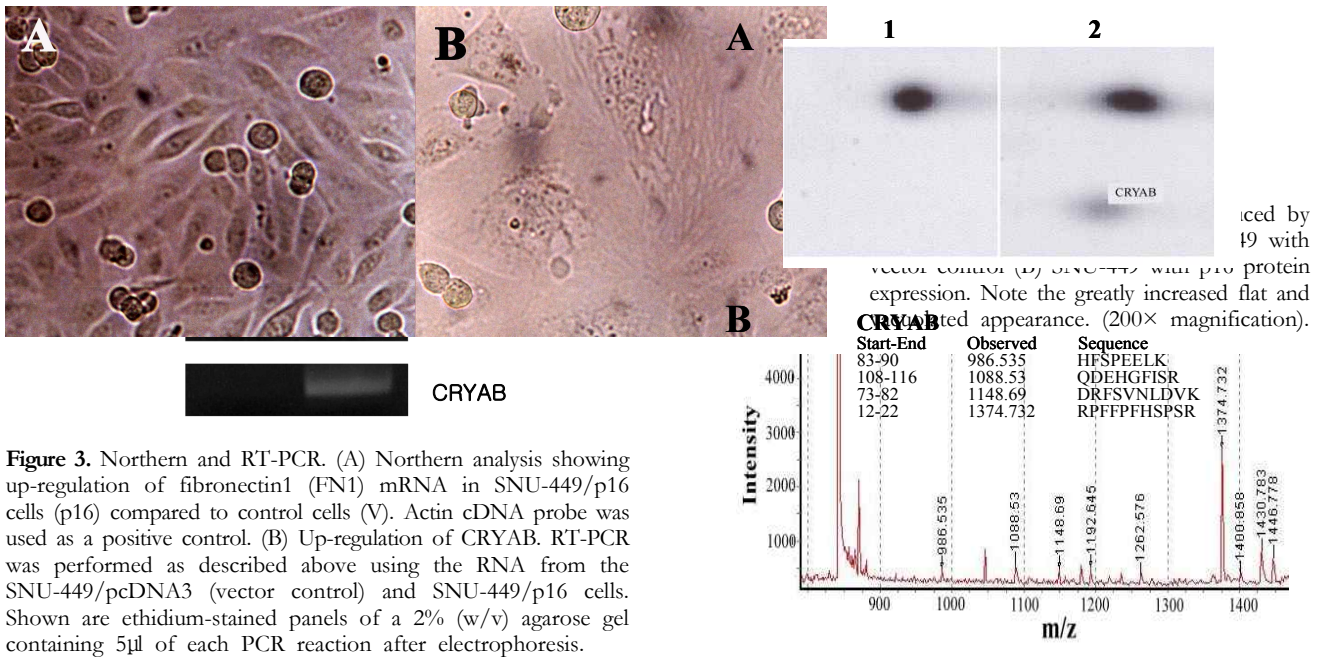 A
B
A
B
1
2
CRYAB
uced by
49 with
vector control (B) SNU-449 with p16 protein
expression. Note the greatly increased flat and
appearance. (200× magnification).
CRYAB
Figure 3. Northern and RT-PCR. (A) Northern analysis showing
up-regulation of fibronectin1 (FN1) mRNA in SNU-449/p16
cells (p16) compared to control cells (V). Actin cDNA probe was
used as a positive control. (B) Up-regulation of CRYAB. RT-PCR
was performed as described above using the RNA from the
SNU-449/pcDNA3 (vector control) and SNU-449/p16 cells.
Shown are ethidium-stained panels of a 2% (w/v) agarose gel
containing 5µl of each PCR reaction after electrophoresis.
CRYAB
Start-End Observed Sequence
83-90 986.535 HFSPEELK
108-116 1088.53 QDEHGFISR
73-82 1148.69 DRFSVNLDVK
12-22 1374.732 RPFFPFHSPSR
Intensity
4000
3000
2000
1000
986.535
1088.53
1148.69
1192.645
1262.576
1374.732
1400.858
1430.783
1446.778
900 1000 1100 1200 1300 1400
m/z